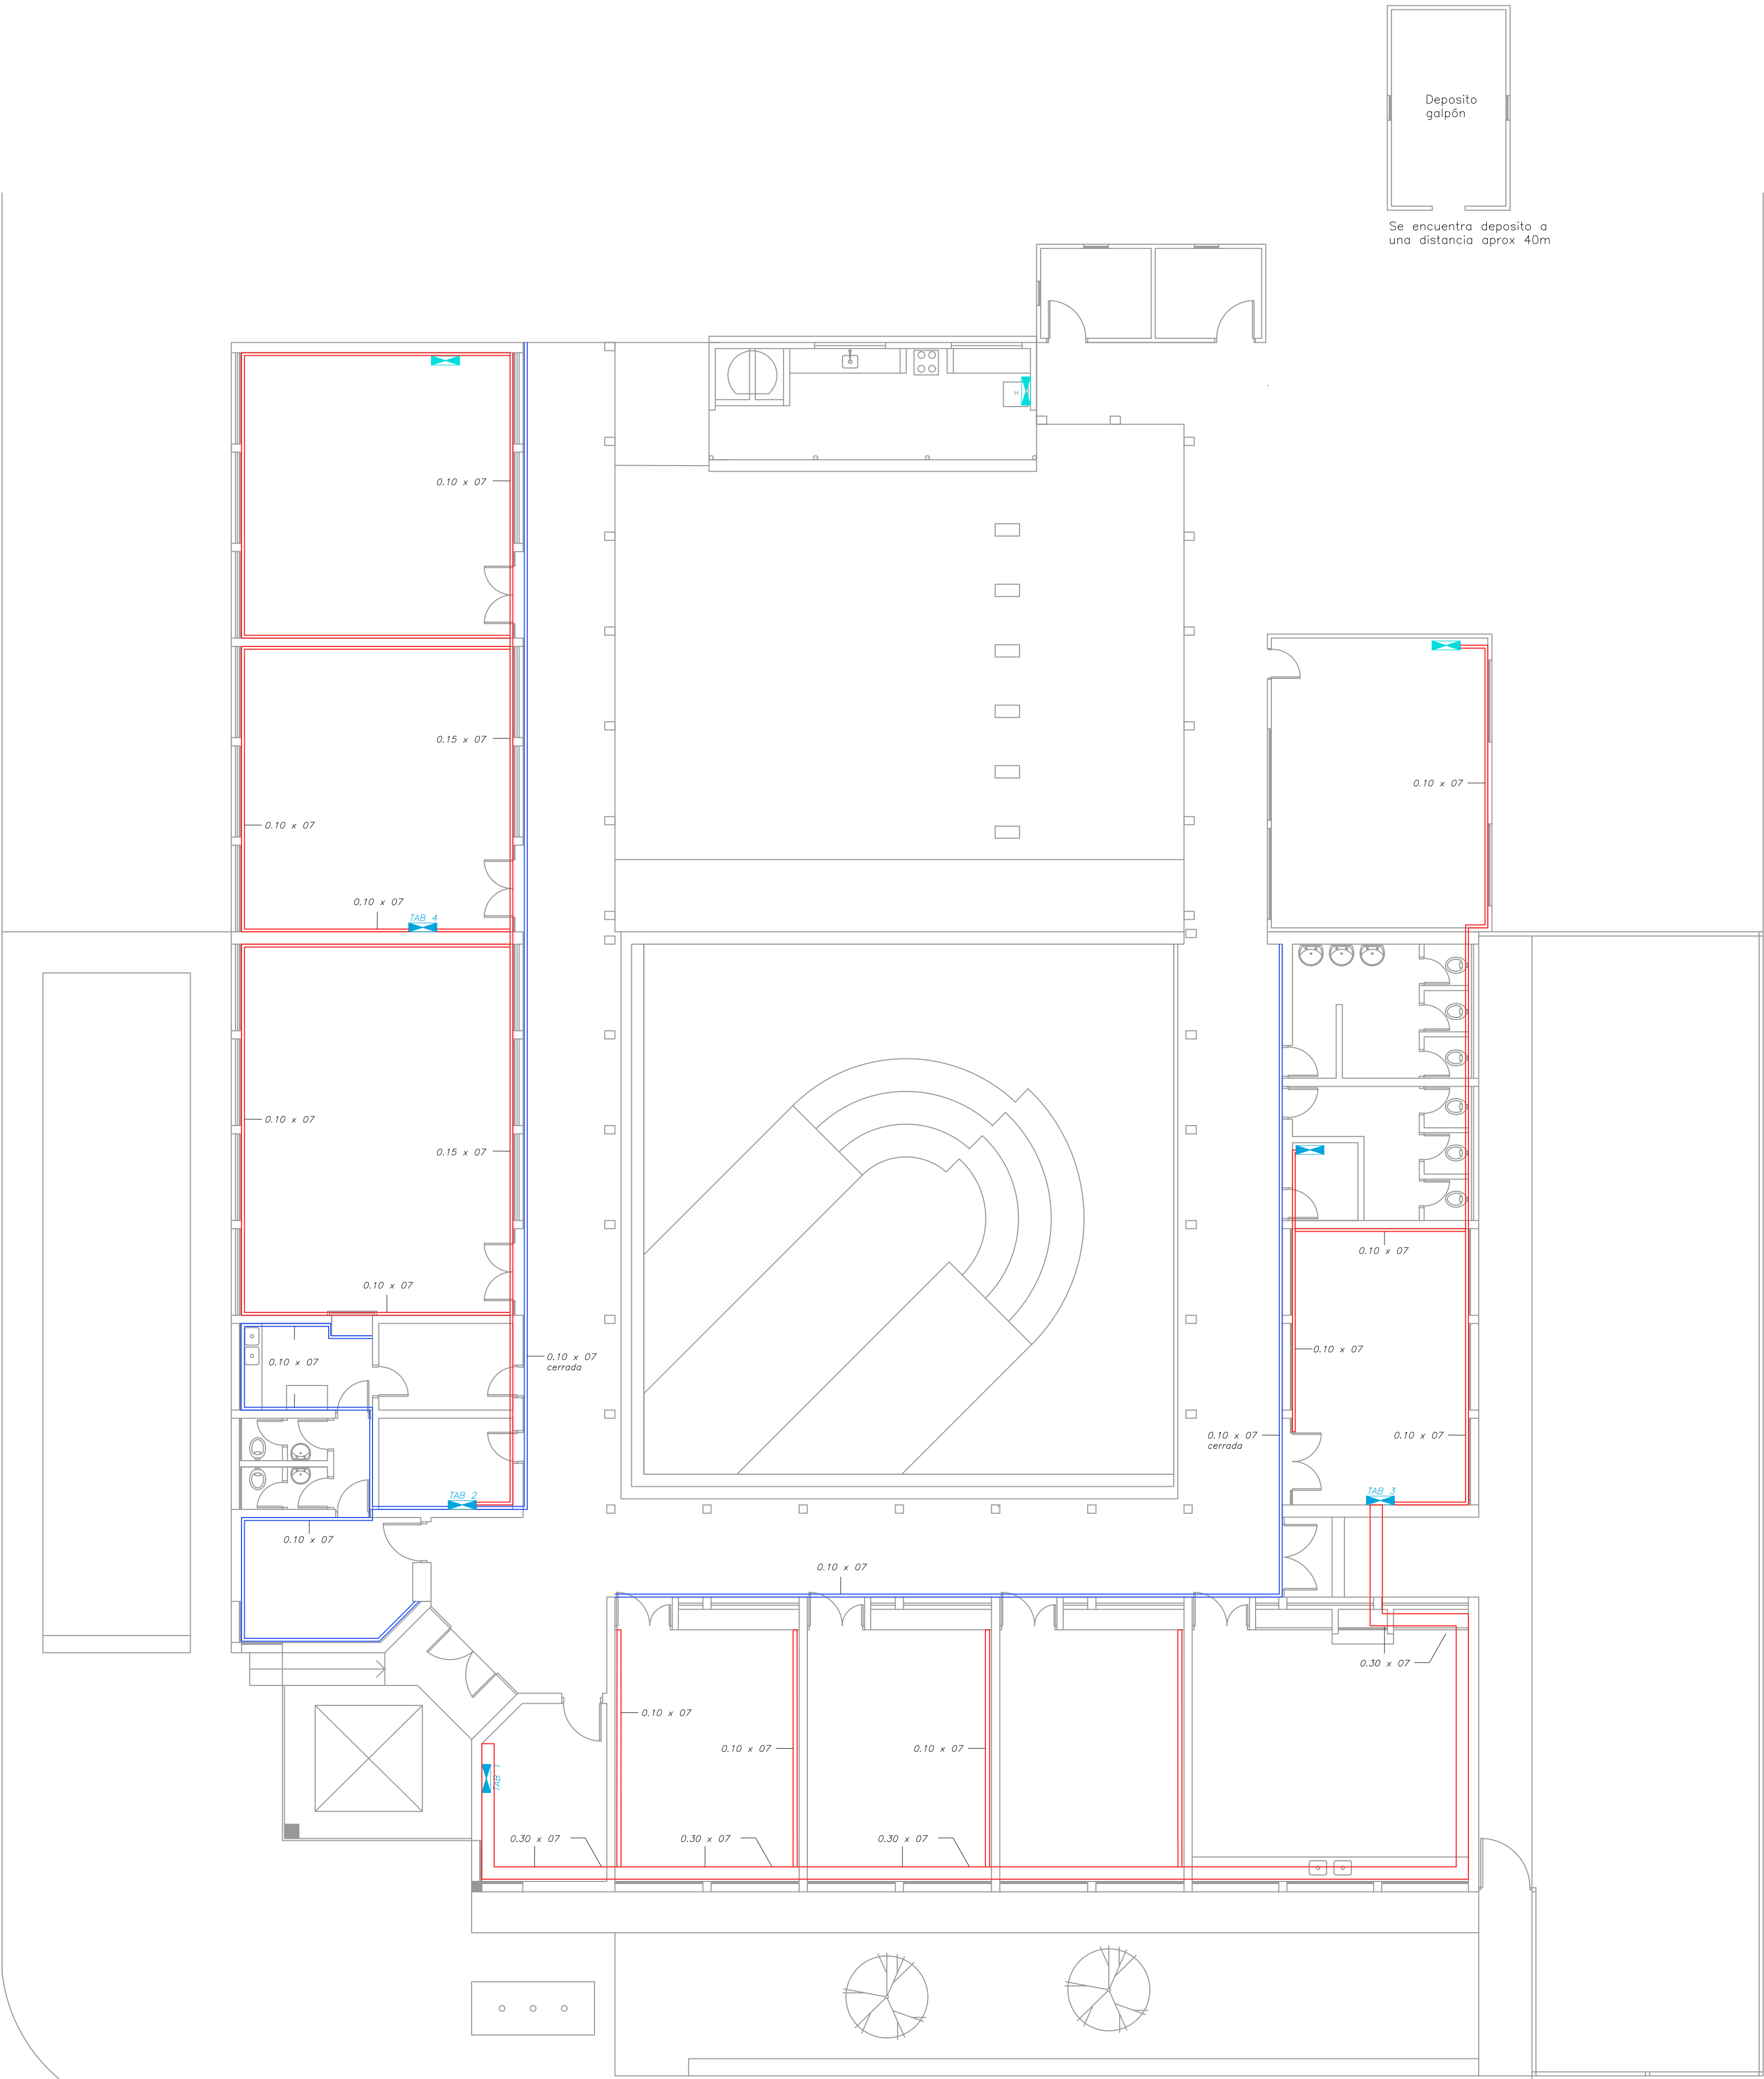 Deposito
galpón
Se encuentra deposito a
una distancia aprox 40m
H
0.10 x 07
0.15 x 07
0.10 x 07
0.10 x 07
0.10 x 07
TAB 4
0.10 x 07
0.15 x 07
0.10 x 07
0.10 x 07
0.10 x 07
0.10 x 07
cerrada
0.10 x 07
0.10 x 07
0.10 x 07
cerrada
0.10 x 07
TAB 2
TAB 3
0.10 x 07
0.10 x 07
0.30 x 07
0.10 x 07
0.10 x 07
0.10 x 07
TAB 1
0.30 x 07
0.30 x 07
0.30 x 07